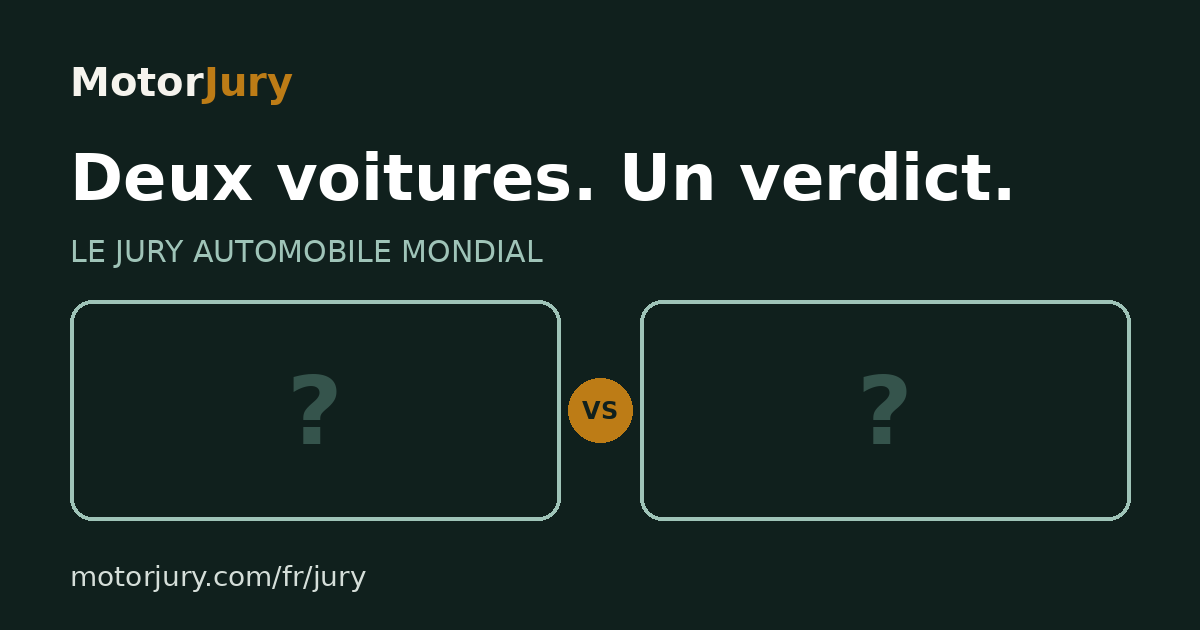 MotorJury
Deux voitures. Un verdict.
LE JURY AUTOMOBILE MONDIAL
?
VS
?
motorjury.com/fr/jury